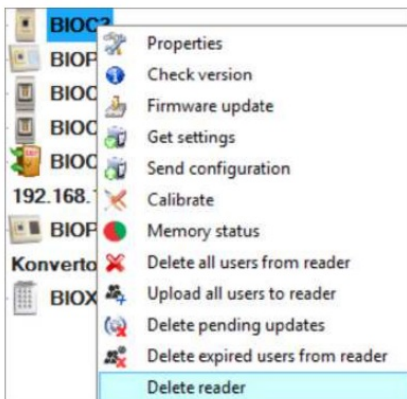 BIOC3
Properties
BIOP
Check version
BIOC
Firmware update
BIOC
Get settings
BIOC
Send configuration
192.168.
Calibrate
BIOP
Memory status
Konverto
Delete all users from reader
BIOX
Upload all users to reader
Delete pending updates
Delete expired users from reader
Delete reader